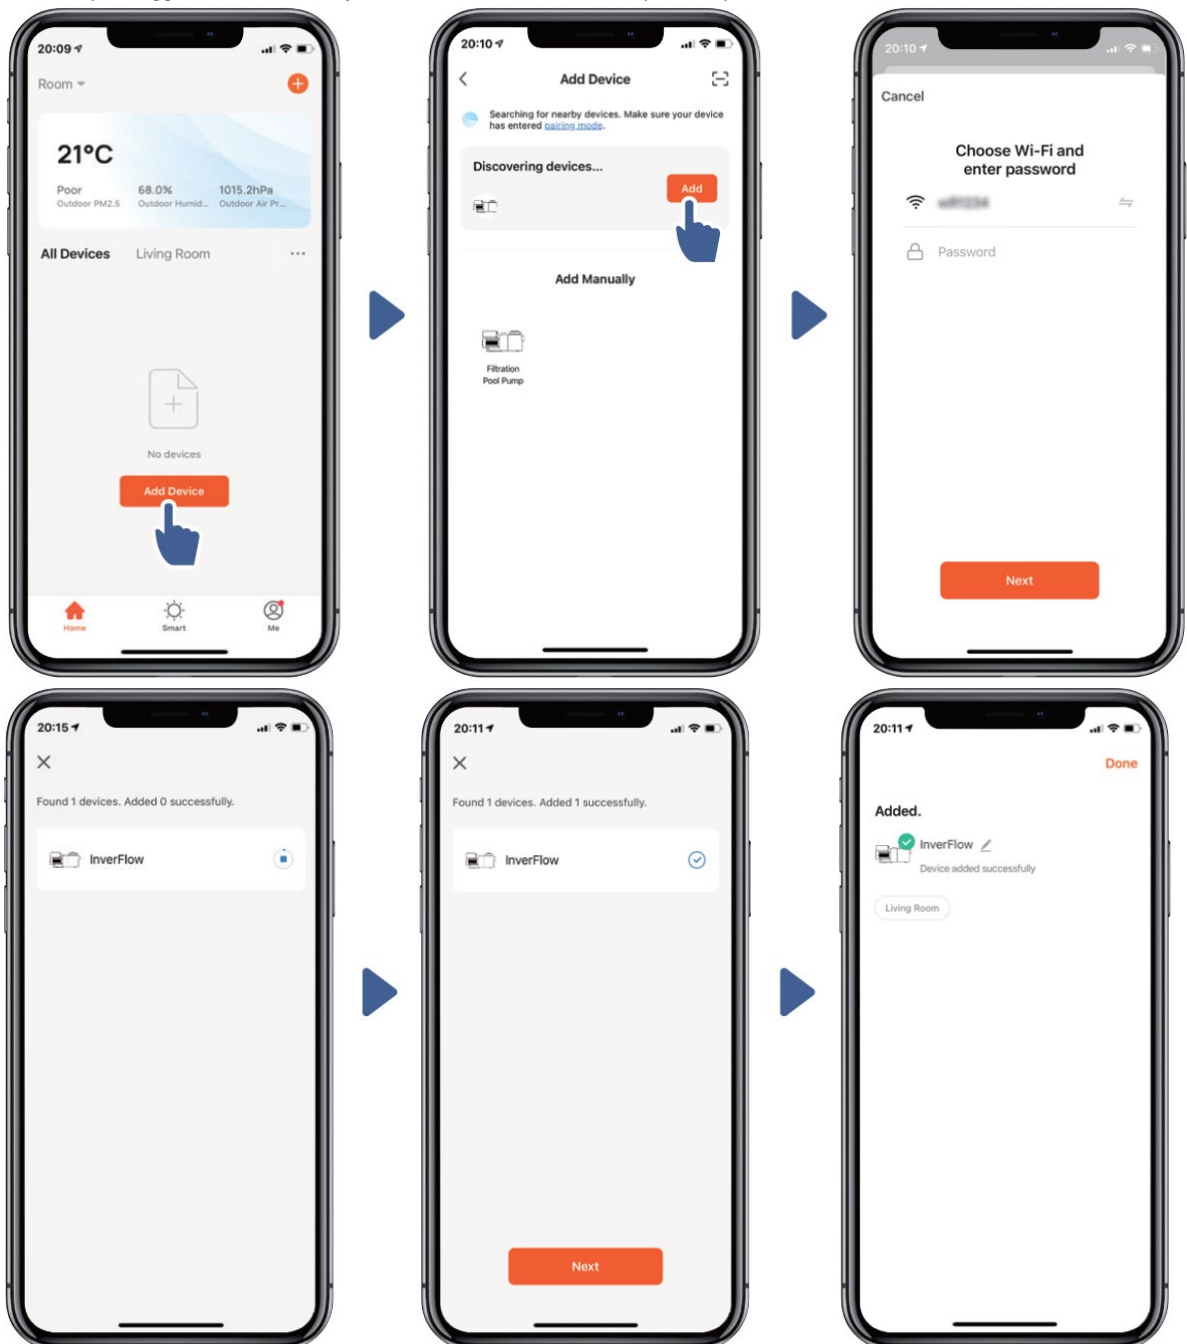 20:09
Room
21°C
Poor 68.0% 1015.2hPa
Outdoor PM2.5 Outdoor Humid... Outdoor Air Pr...
All Devices Living Room ...
No devices
Add Device
Home Smart Me
20:10
Add Device
Searching for nearby devices. Make sure your device
has entered pairing mode.
Discovering devices...
Add
Add Manually
Filtration
Pool Pump
20:10
Cancel
Choose Wi-Fi and
enter password
Password
Next
20:15
Found 1 devices. Added 0 successfully.
InverFlow
20:11
Found 1 devices. Added 1 successfully.
InverFlow
Next
20:11
Done
Added.
InverFlow
Device added successfully
Living Room